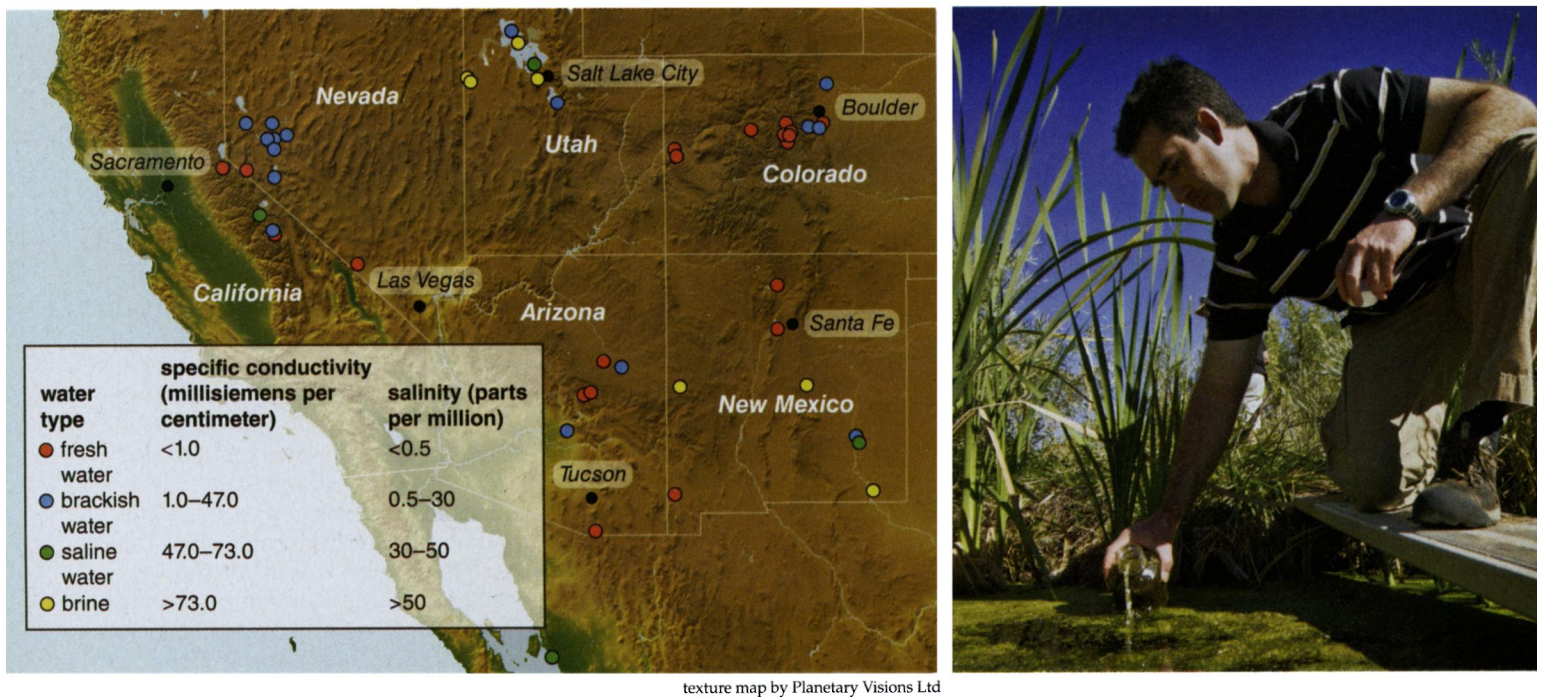 Salt Lake City
Nevada
Boulder
Utah
Sacramento
Colorado
Las Vegas
California
Arizona
Santa Fe
New Mexico
Tucson
water type
specific conductivity (millisiemens per centimeter)
salinity (parts per million)
fresh water
<1.0
<0.5
brackish water
1.0–47.0
0.5–30
saline water
47.0–73.0
30–50
brine
>73.0
>50
texture map by Planetary Visions Ltd